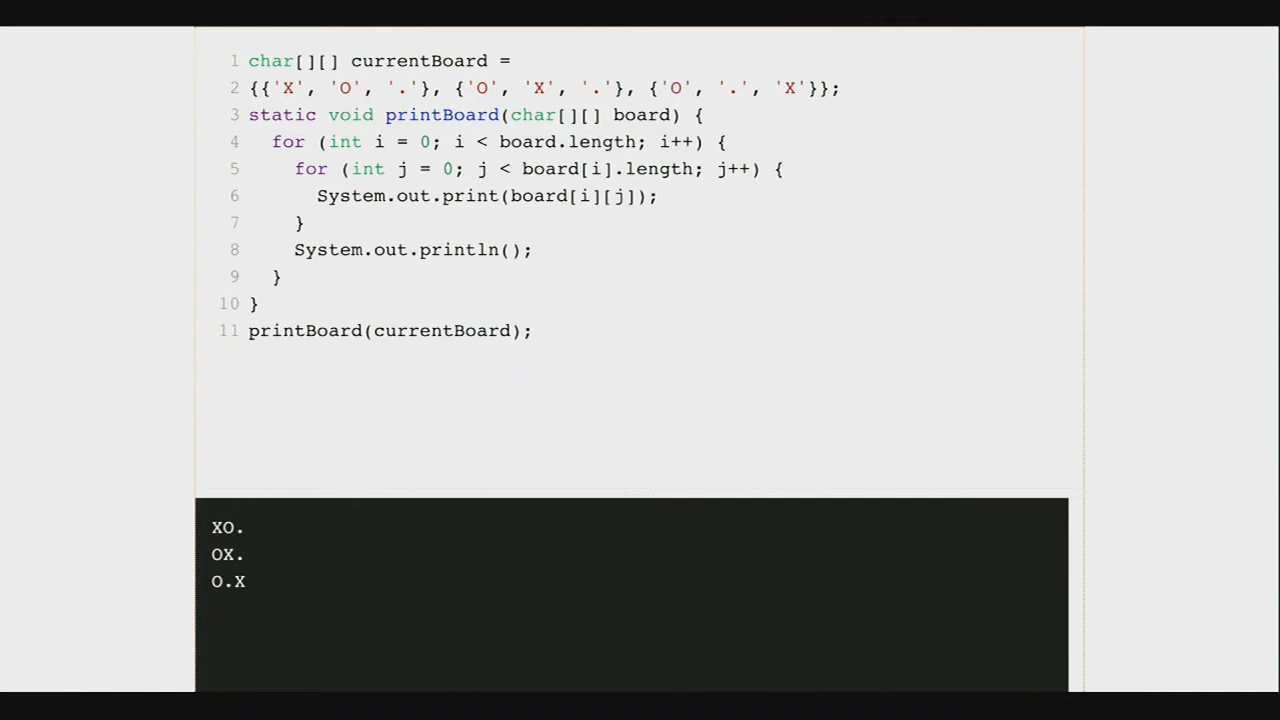 1 char[][] currentBoard =
2 {{'X', 'O', '.'}, {'O', 'X', '.'}, {'O', '.', 'X'}};
3 static void printBoard(char[][] board) {
4   for (int i = 0; i < board.length; i++) {
5     for (int j = 0; j < board[i].length; j++) {
6       System.out.print(board[i][j]);
7     }
8     System.out.println();
9   }
10 }
11 printBoard(currentBoard);
XO.
OX.
O.X